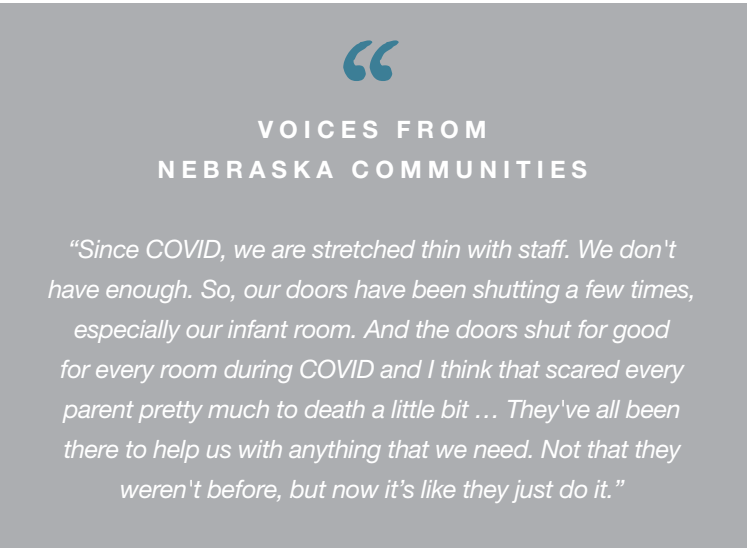 “
VOICES FROM
NEBRASKA COMMUNITIES
“Since COVID, we are stretched thin with staff. We don't
have enough. So, our doors have been shutting a few times,
especially our infant room. And the doors shut for good
for every room during COVID and I think that scared every
parent pretty much to death a little bit … They've all been
there to help us with anything that we need. Not that they
weren't before, but now it’s like they just do it.”